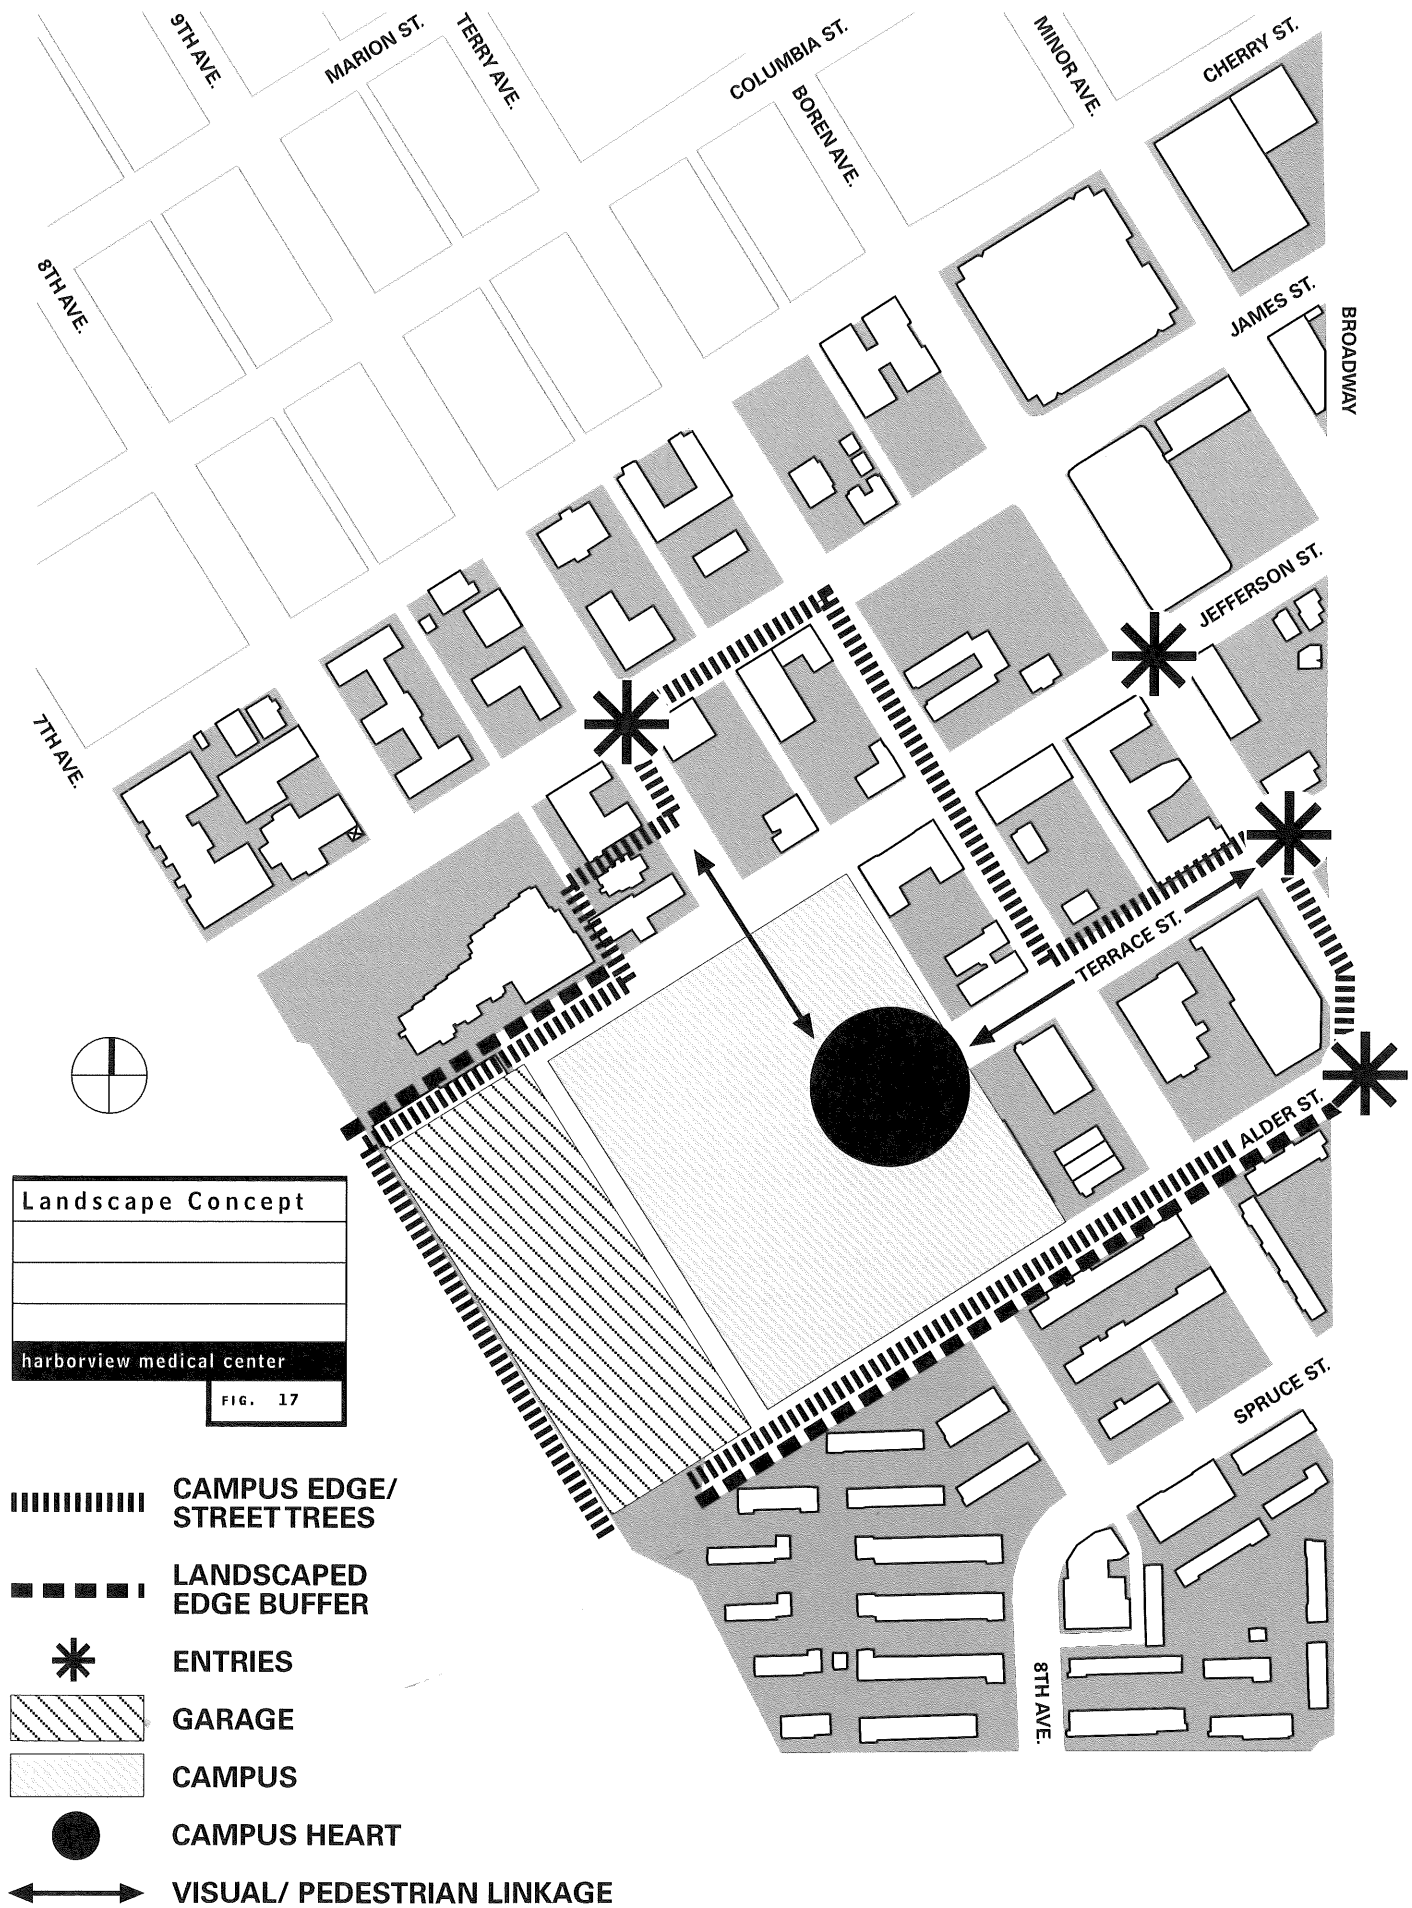 9TH AVE.
MARION ST.
TERRY AVE.
COLUMBIA ST.
BOREN AVE.
MINOR AVE.
CHERRY ST.
8TH AVE.
JAMES ST.
BROADWAY
JEFFERSON ST.
7TH AVE.
TERRACE ST.
ALDER ST.
Landscape Concept
harborview medical center
FIG. 17
SPRUCE ST.
8TH AVE.
CAMPUS EDGE/
STREET TREES
LANDSCAPED
EDGE BUFFER
ENTRIES
GARAGE
CAMPUS
CAMPUS HEART
VISUAL/ PEDESTRIAN LINKAGE